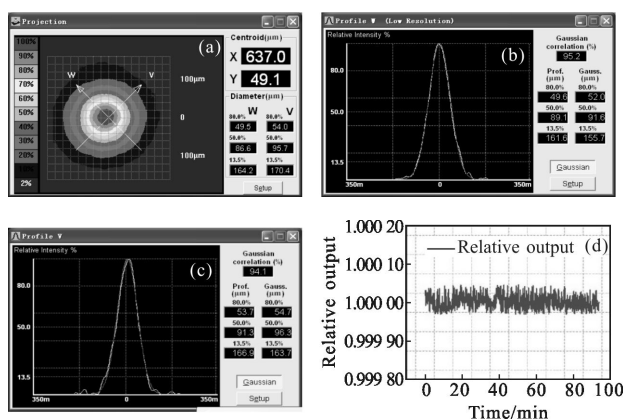 Projection
(a)
100%
90%
80%
70%
60%
50%
40%
30%
20%
10%
2%
W
V
100μm
0
100μm
Centroid(μm)
X 637.0
Y 49.1
Diameter(μm)
W V
80.0% 80.0%
49.5 54.0
50.0% 50.0%
86.6 95.7
13.5% 13.5%
164.2 170.4
Setup
Profile W (Low Resolution)
Relative Intensity %
(b)
80.0
50.0
13.5
350m 0 350m
Gaussian
correlation (%)
95.2
Prof. Gauss.
(μm) (μm)
80.0% 80.0%
49.6 52.0
50.0% 50.0%
89.1 91.6
13.5% 13.5%
161.6 155.7
Gaussian
Setup
Profile V
Relative Intensity %
(c)
80.0
50.0
13.5
350m 0 350m
Gaussian
correlation (%)
94.1
Prof. Gauss.
(μm) (μm)
80.0% 80.0%
53.7 54.7
50.0% 50.0%
91.3 96.3
13.5% 13.5%
166.9 163.7
Gaussian
Setup
Relative output
1.000 20
1.000 10
1.000 00
0.999 90
0.999 80
Relative output (d)
0 20 40 60 80 100
Time/min